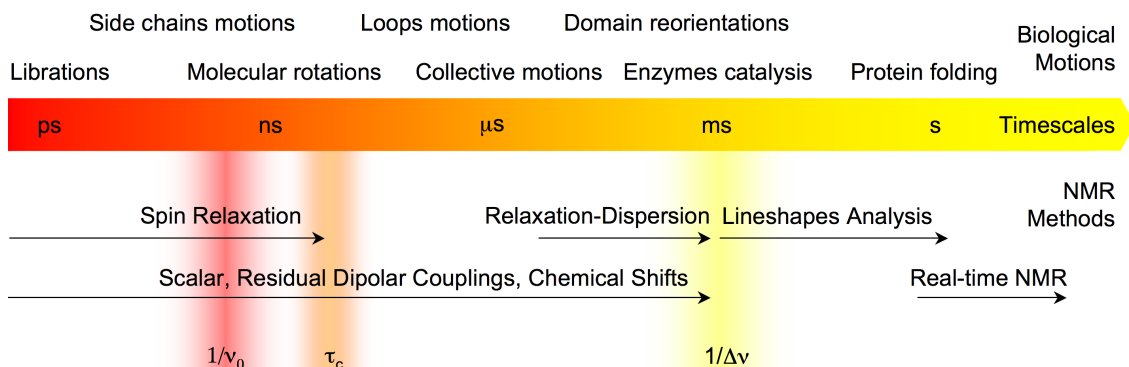 Side chains motions Loops motions Domain reorientations
Biological
Motions
Librations Molecular rotations Collective motions Enzymes catalysis Protein folding
ps ns μs ms s Timescales
NMR
Methods
Spin Relaxation Relaxation-Dispersion Lineshapes Analysis
Scalar, Residual Dipolar Couplings, Chemical Shifts Real-time NMR
1/ν₀ τc 1/Δν